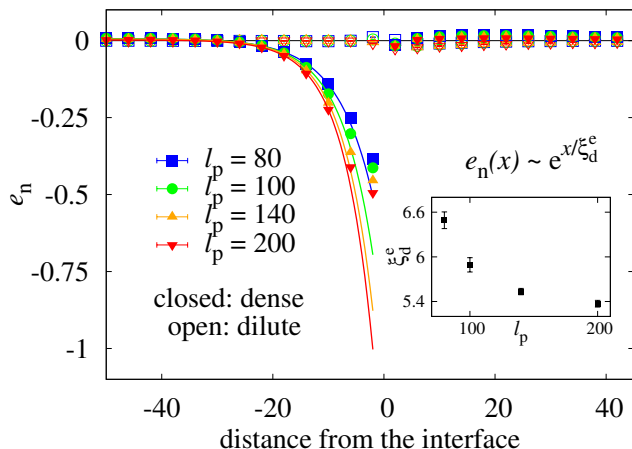 0
-0.25
-0.5
-0.75
-1
e_n
l_p = 80
l_p = 100
l_p = 140
l_p = 200
closed: dense
open: dilute
e_n(x) ~ e^{x/ξ_d^e}
6.6
6
5.4
ξ_d^e
100
l_p
200
-40
-20
0
20
40
distance from the interface